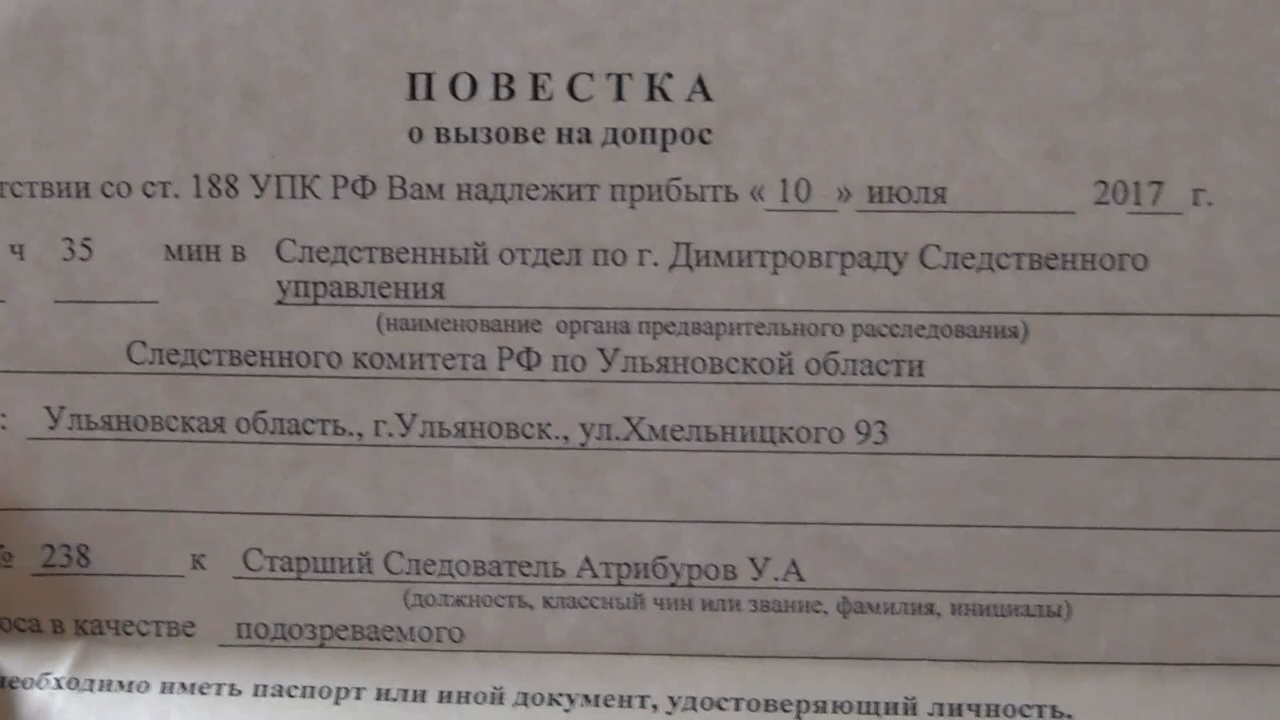 ПОВЕСТКА
о вызове на допрос
тствии со ст. 188 УПК РФ Вам надлежит прибыть « 10 » июля 2017 г.
ч 35 мин в Следственный отдел по г. Димитровграду Следственного
управления
(наименование органа предварительного расследования)
Следственного комитета РФ по Ульяновской области
: Ульяновская область., г.Ульяновск., ул.Хмельницкого 93
№ 238 к Старший Следователь Атрибуров У.А
(должность, классный чин или звание, фамилия, инициалы)
оса в качестве подозреваемого
необходимо иметь паспорт или иной документ, удостоверяющий личность.